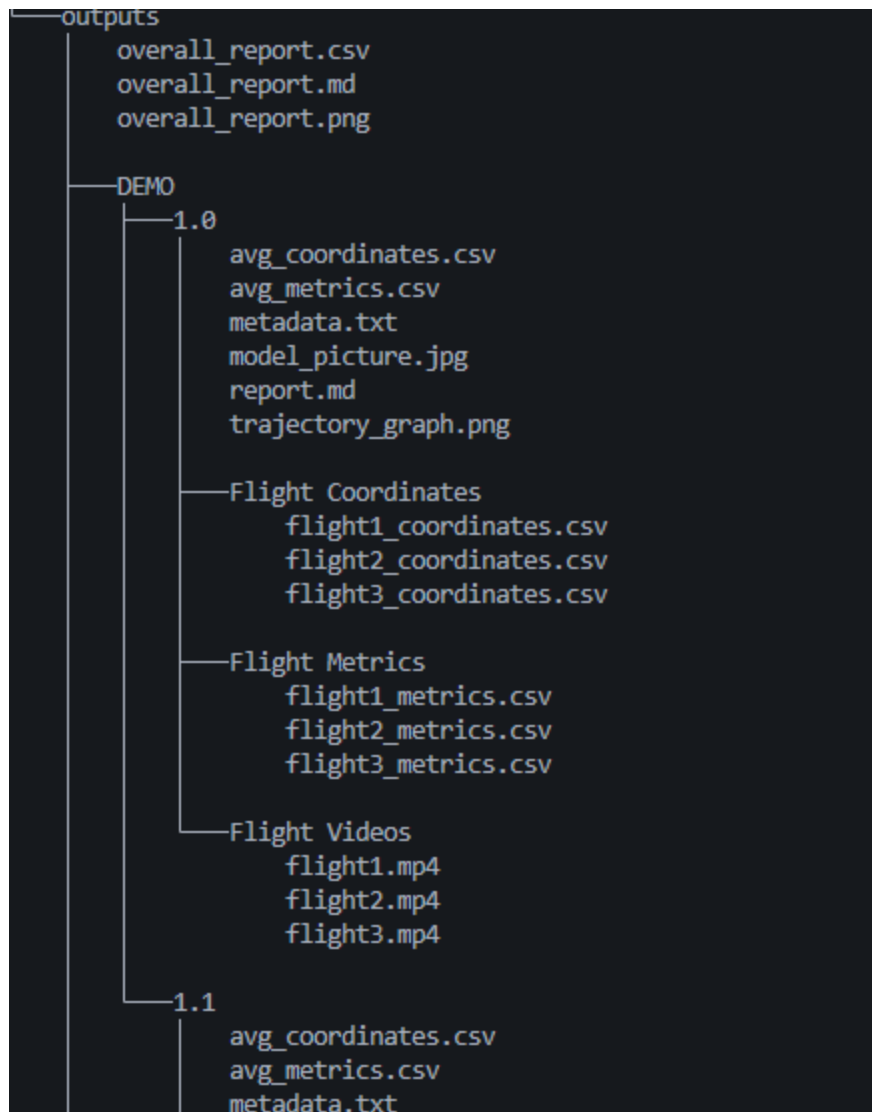 outputs
overall_report.csv
overall_report.md
overall_report.png
DEMO
1.0
avg_coordinates.csv
avg_metrics.csv
metadata.txt
model_picture.jpg
report.md
trajectory_graph.png
Flight Coordinates
flight1_coordinates.csv
flight2_coordinates.csv
flight3_coordinates.csv
Flight Metrics
flight1_metrics.csv
flight2_metrics.csv
flight3_metrics.csv
Flight Videos
flight1.mp4
flight2.mp4
flight3.mp4
1.1
avg_coordinates.csv
avg_metrics.csv
metadata.txt